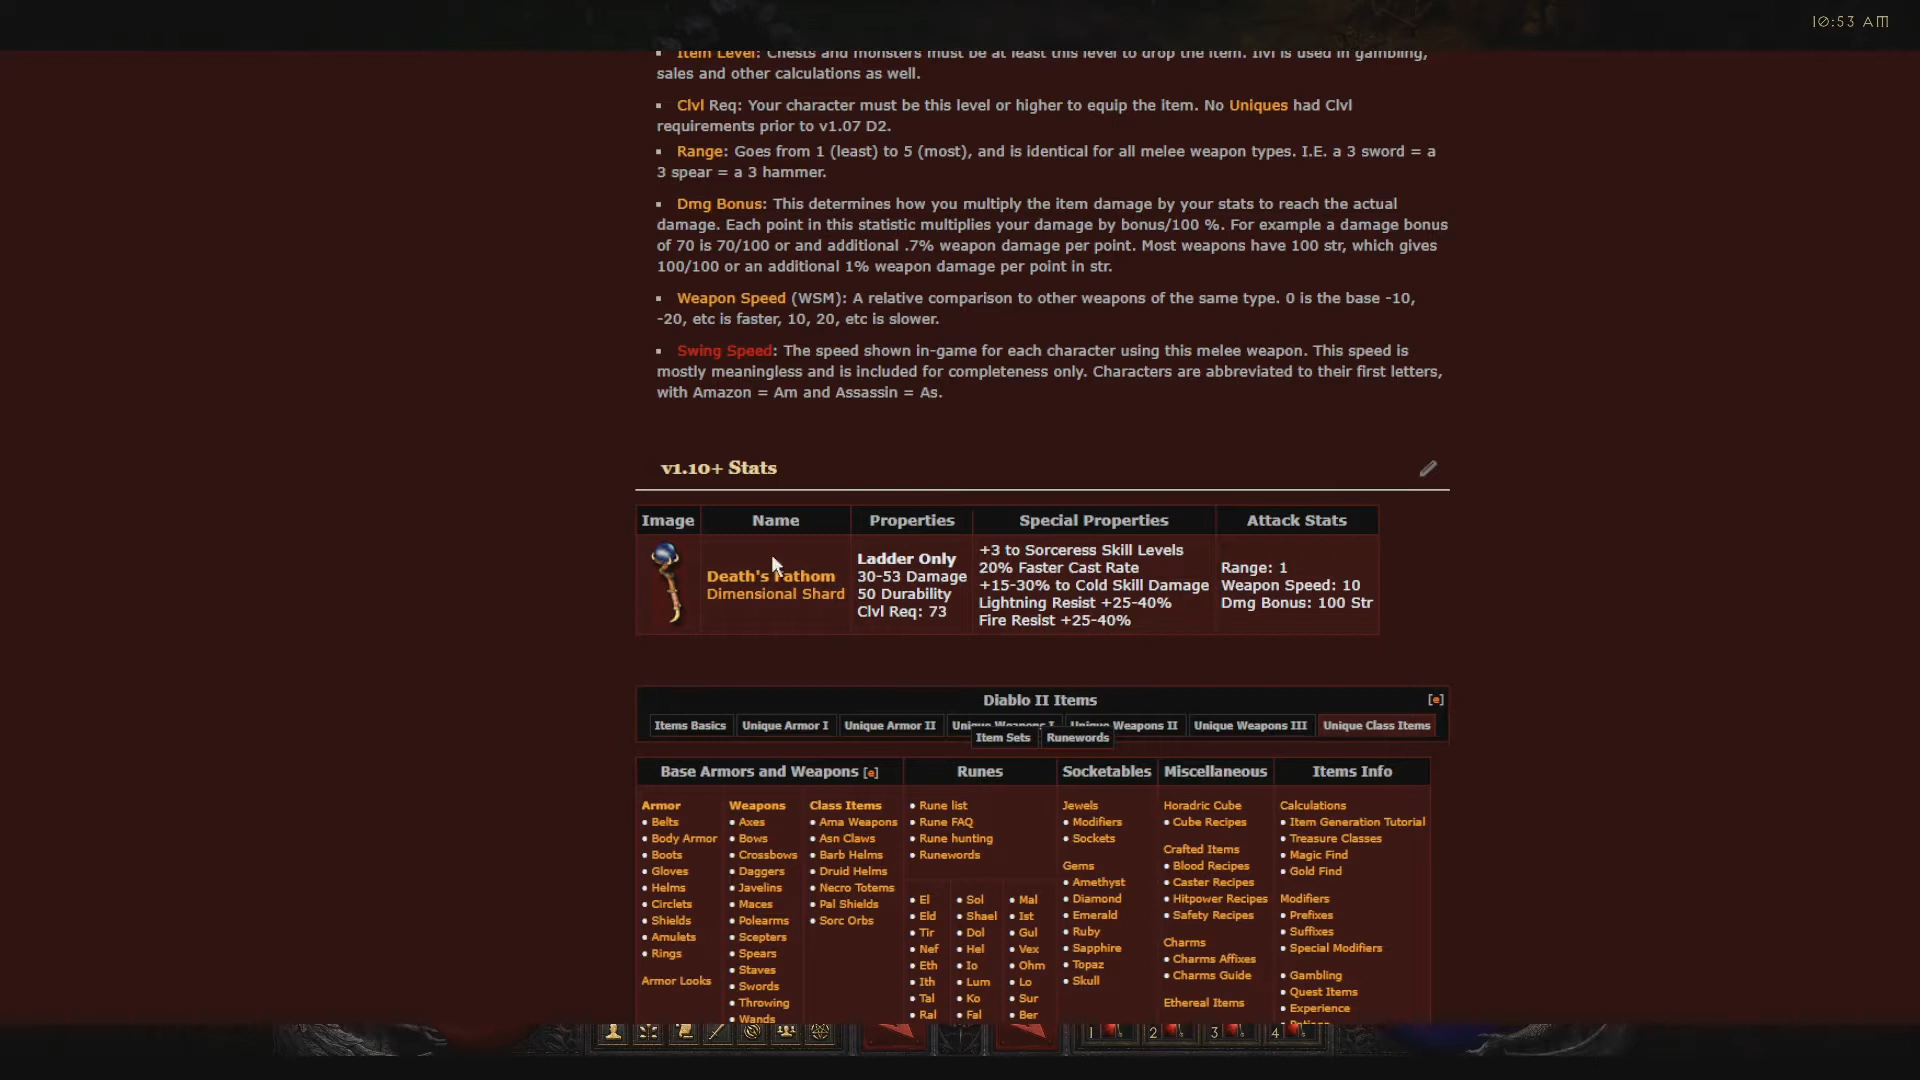 10:53 AM
▪ Item Level: Chests and monsters must be at least this level to drop the item. Ilvl is used in gambling,
sales and other calculations as well.
▪ Clvl Req: Your character must be this level or higher to equip the item. No Uniques had Clvl
requirements prior to v1.07 D2.
▪ Range: Goes from 1 (least) to 5 (most), and is identical for all melee weapon types. I.E. a 3 sword = a
3 spear = a 3 hammer.
▪ Dmg Bonus: This determines how you multiply the item damage by your stats to reach the actual
damage. Each point in this statistic multiplies your damage by bonus/100 %. For example a damage bonus
of 70 is 70/100 or and additional .7% weapon damage per point. Most weapons have 100 str, which gives
100/100 or an additional 1% weapon damage per point in str.
▪ Weapon Speed (WSM): A relative comparison to other weapons of the same type. 0 is the base -10,
-20, etc is faster, 10, 20, etc is slower.
▪ Swing Speed: The speed shown in-game for each character using this melee weapon. This speed is
mostly meaningless and is included for completeness only. Characters are abbreviated to their first letters,
with Amazon = Am and Assassin = As.
v1.10+ Stats
Image Name Properties Special Properties Attack Stats
Death's Fathom
Dimensional Shard
Ladder Only
30-53 Damage
50 Durability
Clvl Req: 73
+3 to Sorceress Skill Levels
20% Faster Cast Rate
+15-30% to Cold Skill Damage
Lightning Resist +25-40%
Fire Resist +25-40%
Range: 1
Weapon Speed: 10
Dmg Bonus: 100 Str
Diablo II Items [e]
Items Basics Unique Armor I Unique Armor II Unique Weapons I Unique Weapons II Unique Weapons III Unique Class Items
Item Sets Runewords
Base Armors and Weapons [e] Runes Socketables Miscellaneous Items Info
Armor
• Belts
• Body Armor
• Boots
• Gloves
• Helms
• Circlets
• Shields
• Amulets
• Rings
Armor Looks
Weapons
• Axes
• Bows
• Crossbows
• Daggers
• Javelins
• Maces
• Polearms
• Scepters
• Spears
• Staves
• Swords
• Throwing
• Wands
Class Items
• Ama Weapons
• Asn Claws
• Barb Helms
• Druid Helms
• Necro Totems
• Pal Shields
• Sorc Orbs
• Rune list
• Rune FAQ
• Rune hunting
• Runewords
• El • Sol • Mal
• Eld • Shael • Ist
• Tir • Dol • Gul
• Nef • Hel • Vex
• Eth • Io • Ohm
• Ith • Lum • Lo
• Tal • Ko • Sur
• Ral • Fal • Ber
Jewels
• Modifiers
• Sockets
Gems
• Amethyst
• Diamond
• Emerald
• Ruby
• Sapphire
• Topaz
• Skull
Horadric Cube
• Cube Recipes
Crafted Items
• Blood Recipes
• Caster Recipes
• Hitpower Recipes
• Safety Recipes
Charms
• Charms Affixes
• Charms Guide
Ethereal Items
Calculations
• Item Generation Tutorial
• Treasure Classes
• Magic Find
• Gold Find
Modifiers
• Prefixes
• Suffixes
• Special Modifiers
• Gambling
• Quest Items
• Experience
1 2 3 4